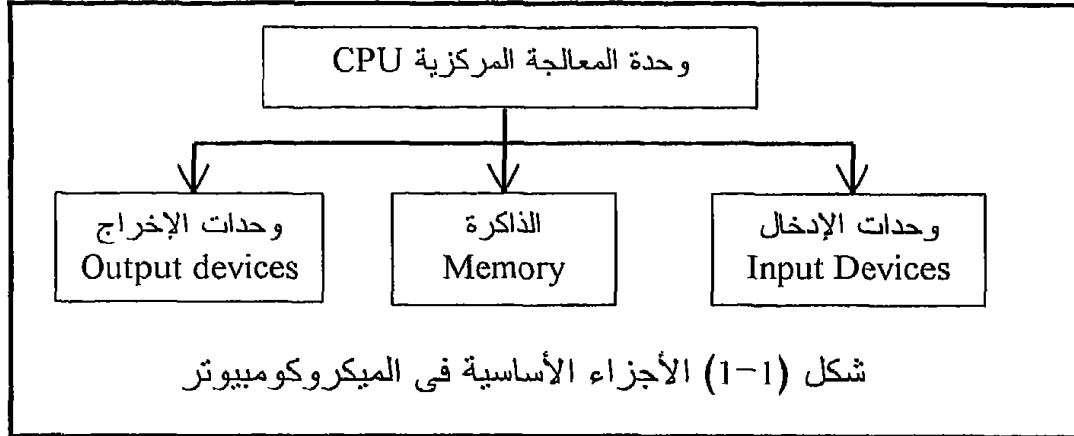 وحدة المعالجة المركزية CPU
وحدات الإدخال
Input Devices
الذاكرة
Memory
وحدات الإخراج
Output devices
شكل (1-1) الأجزاء الأساسية فى الميكروكومبيوتر